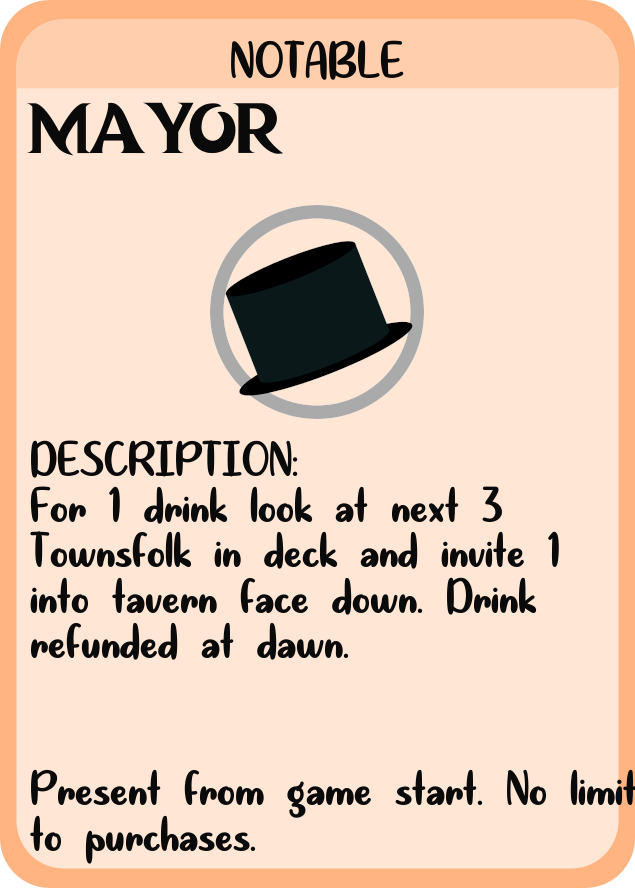 NOTABLE
MAYOR
DESCRIPTION:
For 1 drink look at next 3
Townsfolk in deck and invite 1
into tavern face down. Drink
refunded at dawn.
Present from game start. No limit
to purchases.